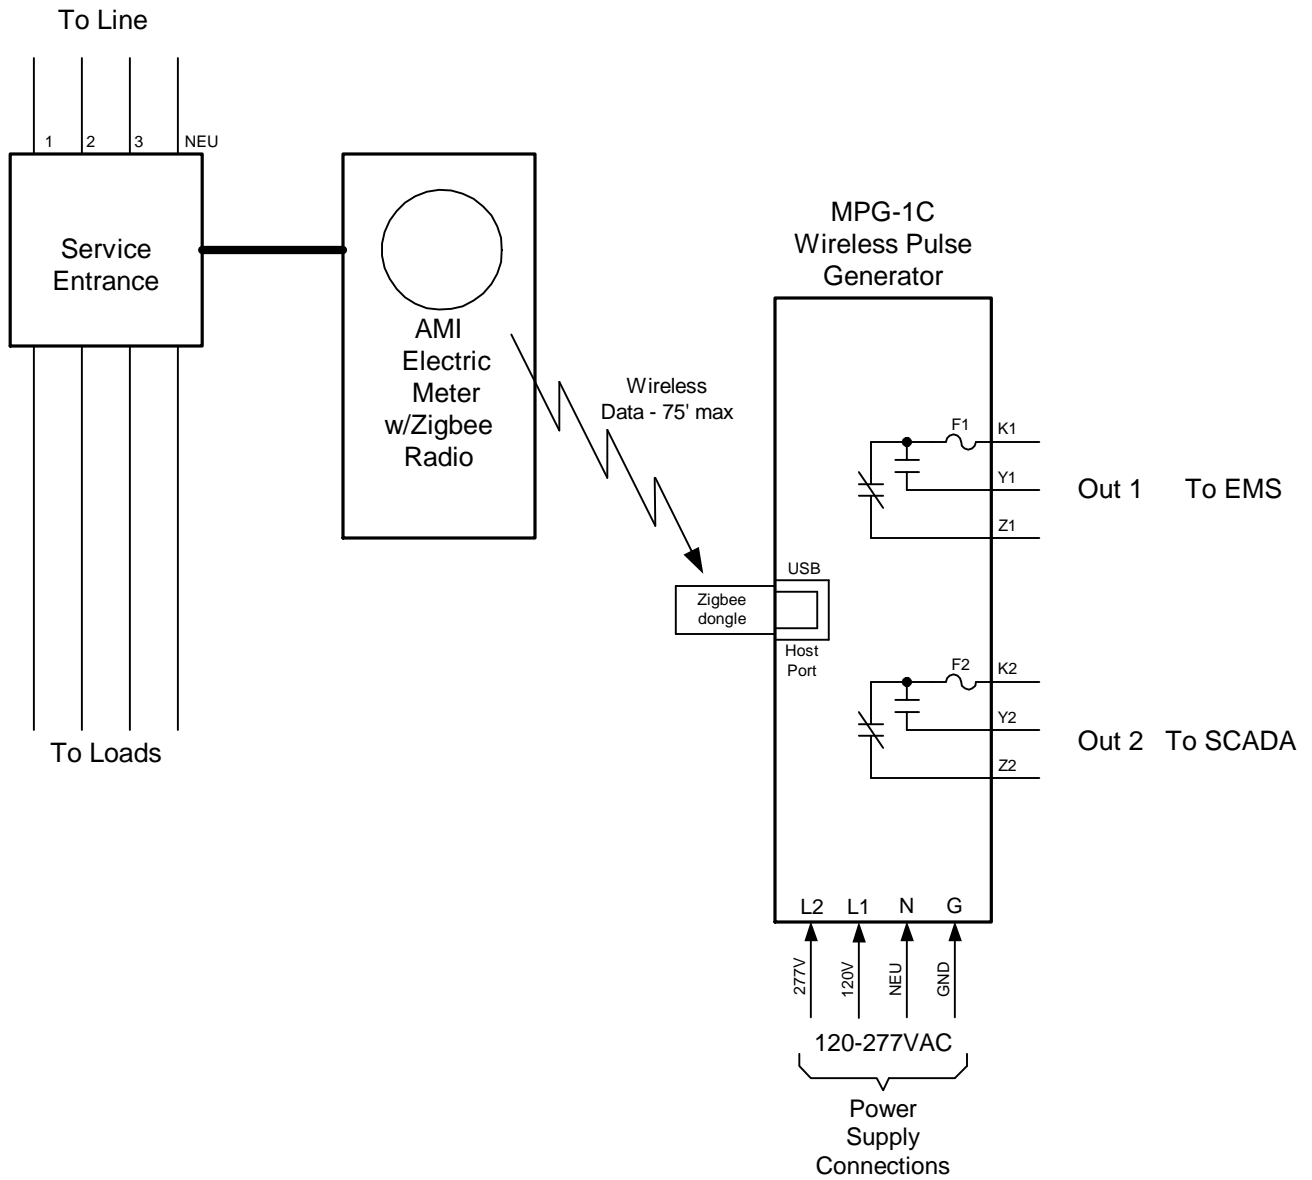 To Line
1
2
3
NEU
Service
Entrance
To Loads
AMI
Electric
Meter
w/Zigbee
Radio
Wireless
Data - 75' max
MPG-1C
Wireless Pulse
Generator
F1
K1
Y1
Z1
Out 1
To EMS
USB
Zigbee
dongle
Host
Port
F2
K2
Y2
Z2
Out 2
To SCADA
L2
L1
N
G
277V
120V
NEU
GND
120-277VAC
Power
Supply
Connections